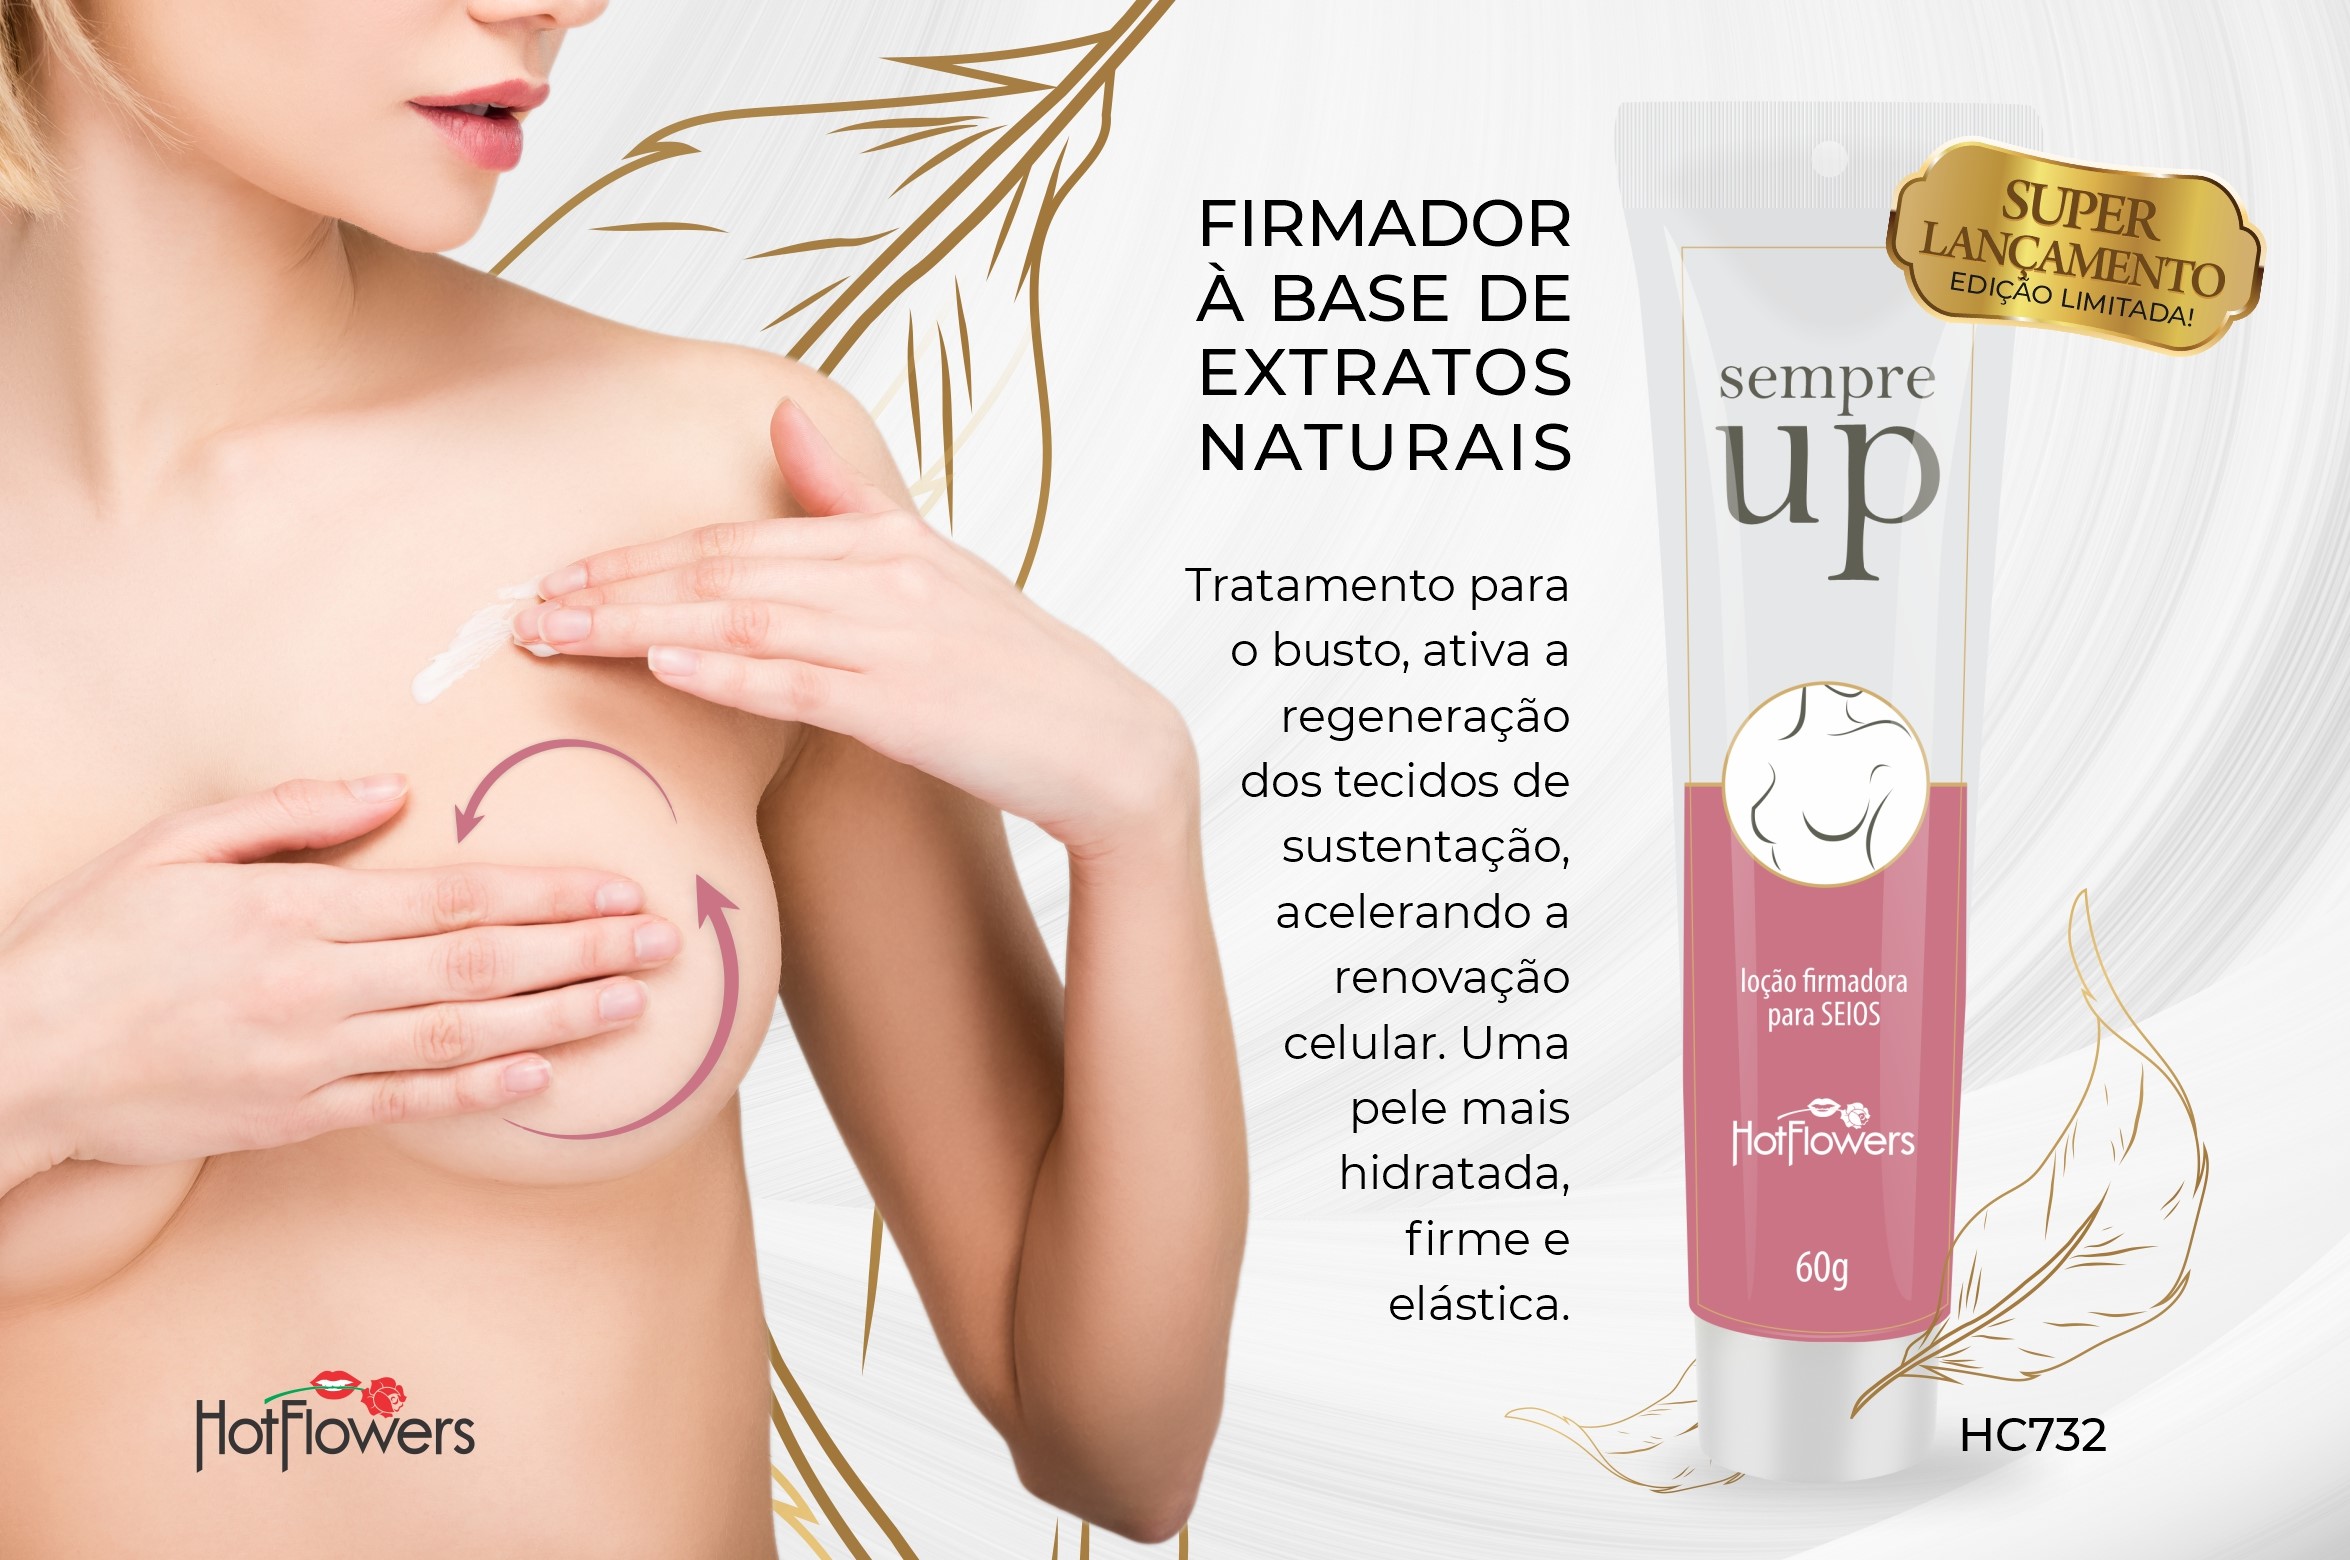 FIRMADOR
À BASE DE
EXTRATOS
NATURAIS
Tratamento para
o busto, ativa a
regeneração
dos tecidos de
sustentação,
acelerando a
renovação
celular. Uma
pele mais
hidratada,
firme e
elástica.
SUPER
LANÇAMENTO
EDIÇÃO LIMITADA!
sempre
up
loção firmadora
para SEIOS
HotFlowers
60g
HC732
HotFlowers